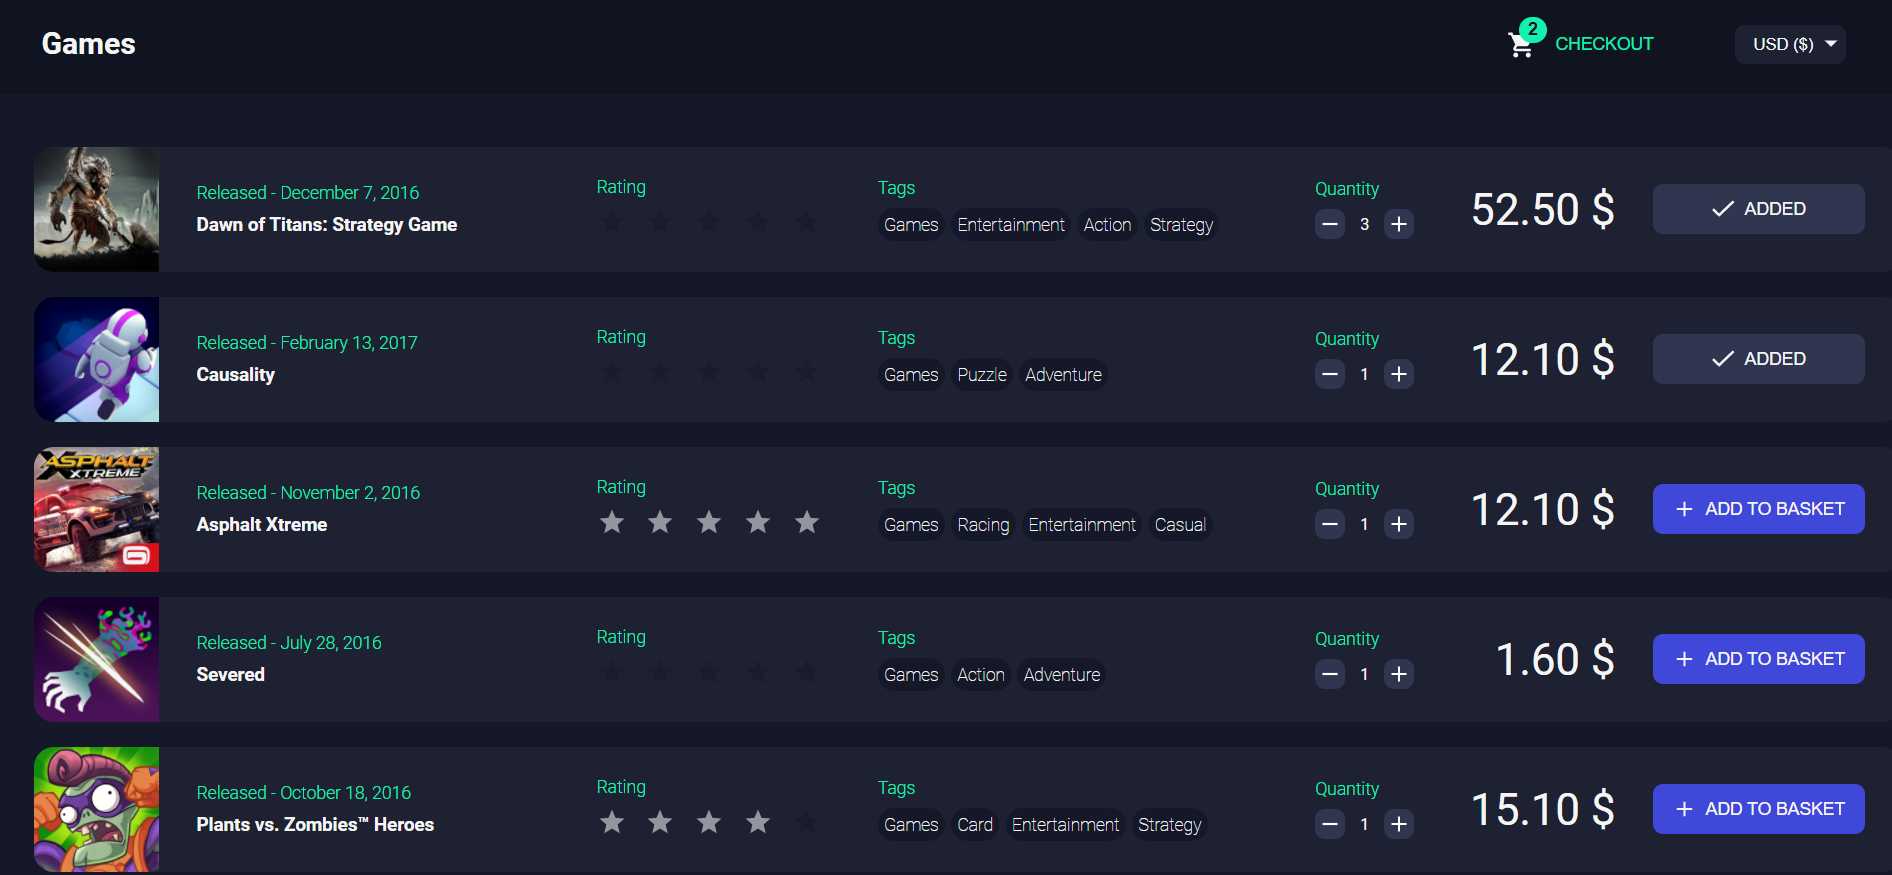 Games
2
CHECKOUT
USD ($)
Released - December 7, 2016
Dawn of Titans: Strategy Game
Rating
Tags
Games Entertainment Action Strategy
Quantity
3
52.50 $
ADDED
Released - February 13, 2017
Causality
Rating
Tags
Games Puzzle Adventure
Quantity
1
12.10 $
ADDED
ASPHALT
XTREME
Released - November 2, 2016
Asphalt Xtreme
Rating
Tags
Games Racing Entertainment Casual
Quantity
1
12.10 $
ADD TO BASKET
Released - July 28, 2016
Severed
Rating
Tags
Games Action Adventure
Quantity
1
1.60 $
ADD TO BASKET
Released - October 18, 2016
Plants vs. Zombies™ Heroes
Rating
Tags
Games Card Entertainment Strategy
Quantity
1
15.10 $
ADD TO BASKET